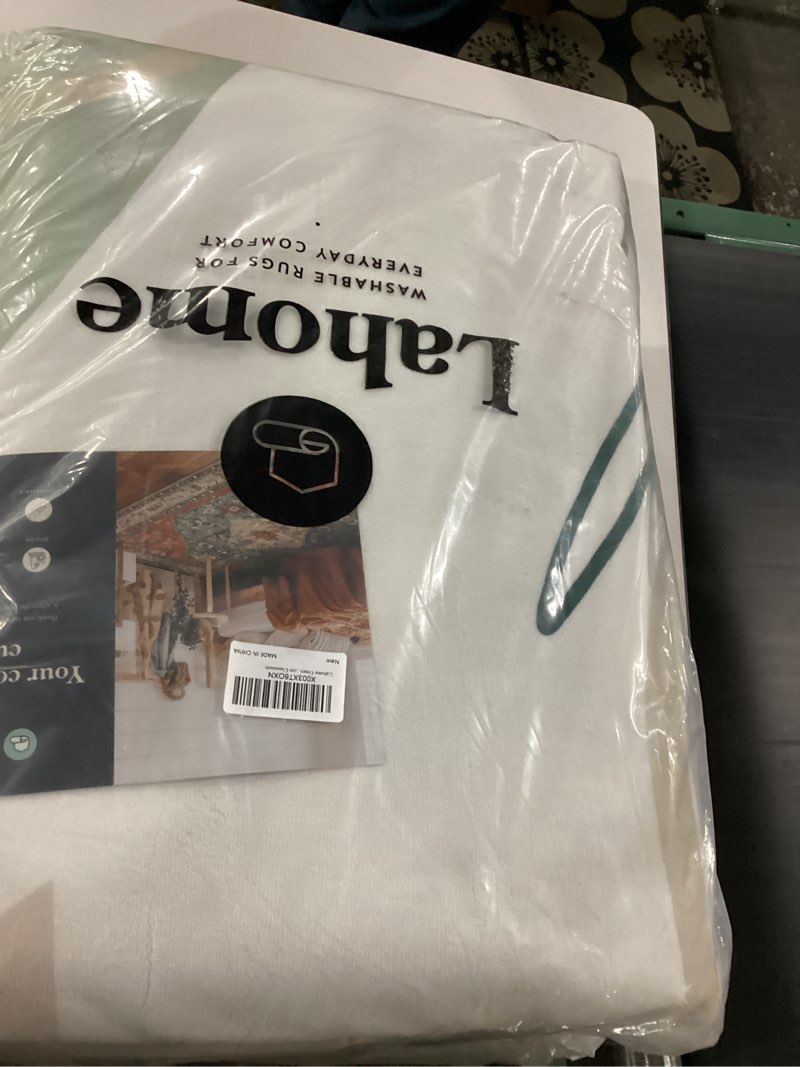 Lahome
WASHABLE RUGS FOR
EVERYDAY COMFORT
Your co
cu
X003XT6OXN
New
MADE IN CHINA